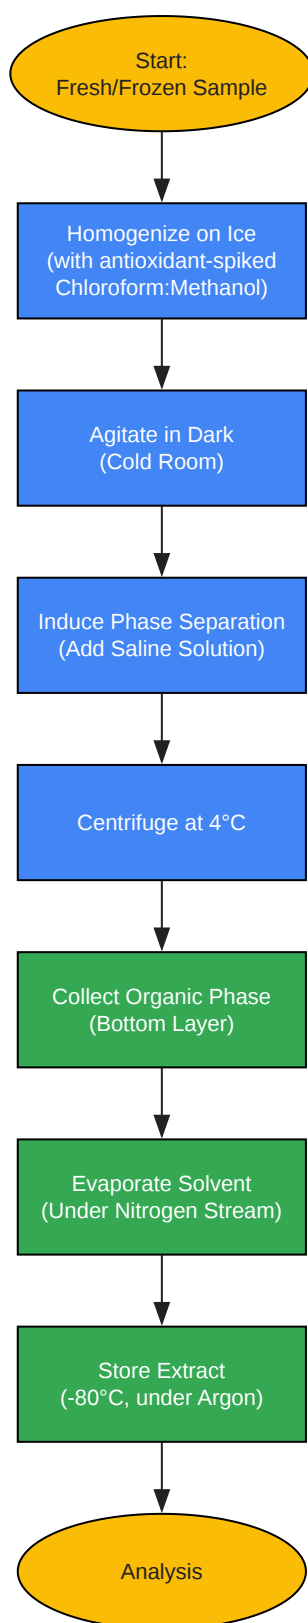 Start:
Fresh/Frozen Sample
Homogenize on Ice
(with antioxidant-spiked
Chloroform:Methanol)
Agitate in Dark
(Cold Room)
Induce Phase Separation
(Add Saline Solution)
Centrifuge at 4°C
Collect Organic Phase
(Bottom Layer)
Evaporate Solvent
(Under Nitrogen Stream)
Store Extract
(-80°C, under Argon)
Analysis